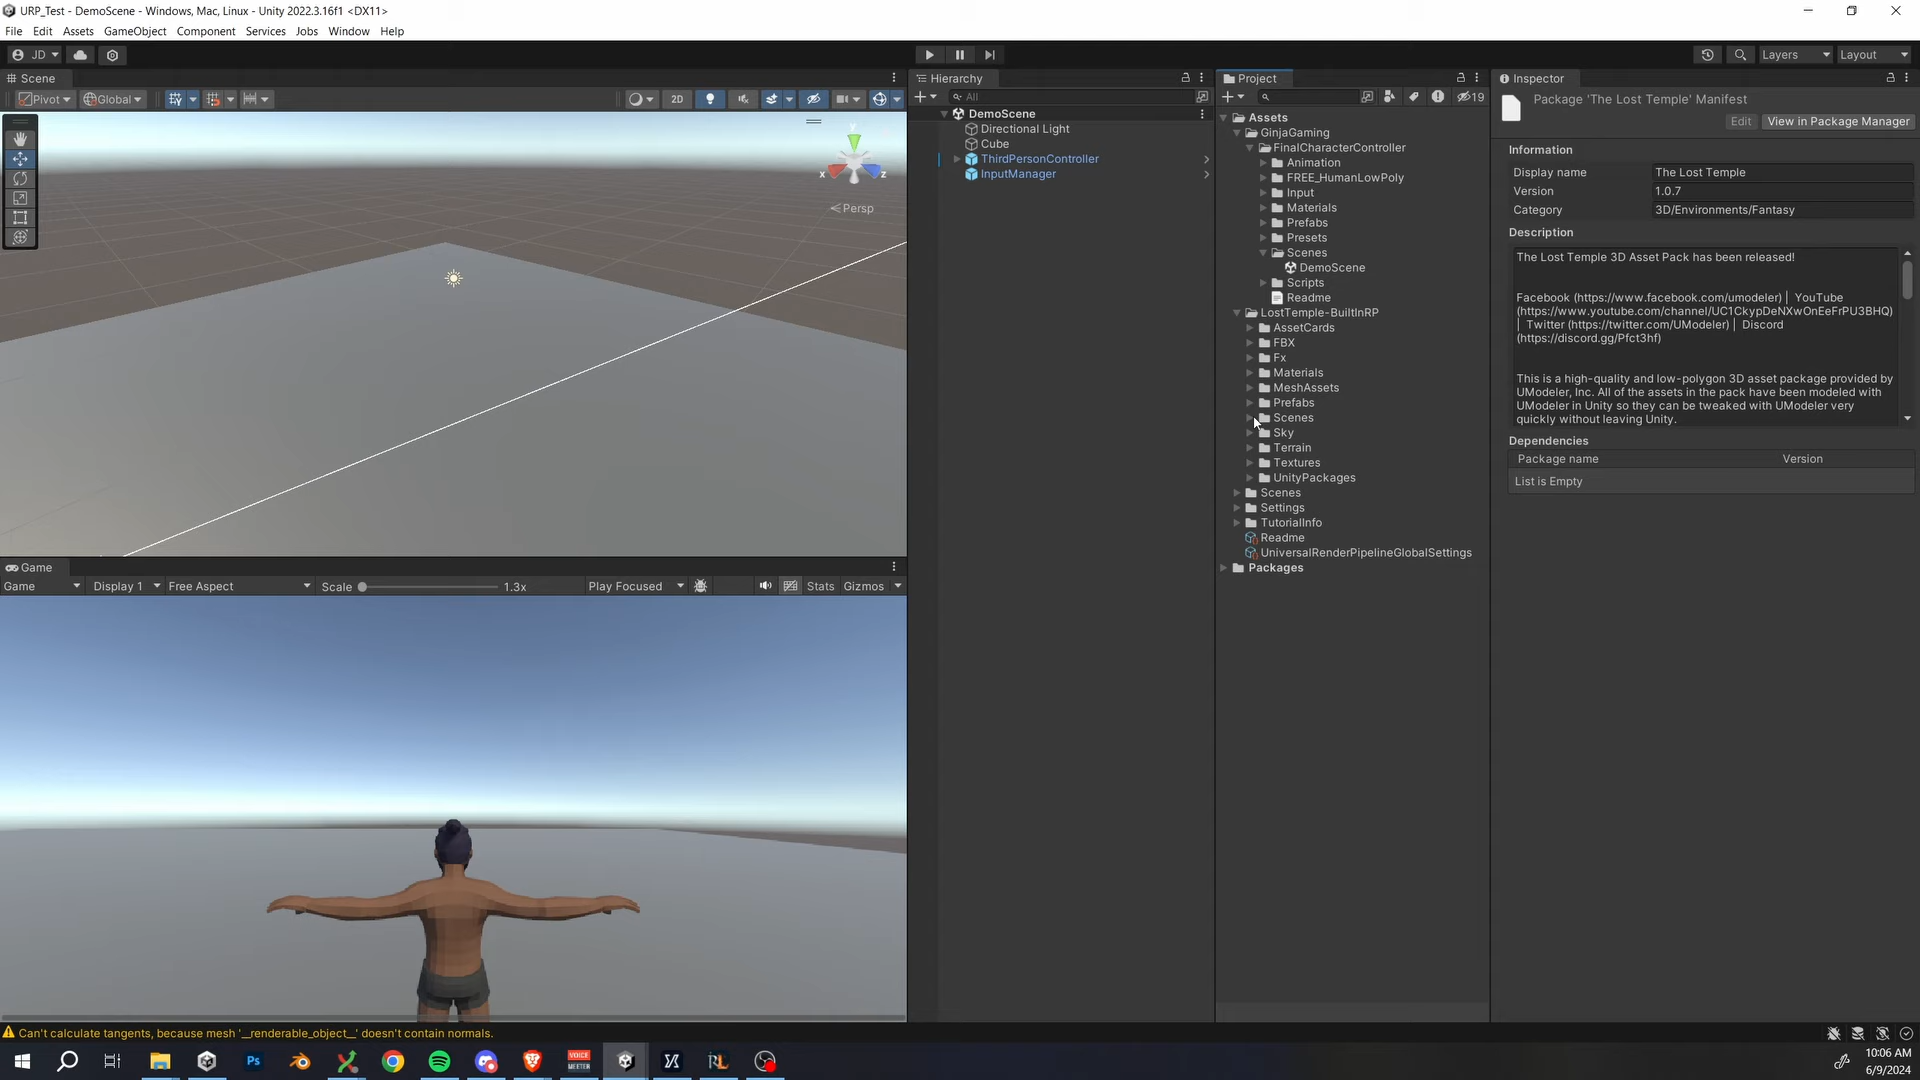 URP_Test - DemoScene - Windows, Mac, Linux - Unity 2022.3.16f1 <DX11>
File Edit Assets GameObject Component Services Jobs Window Help
JD
Layers
Layout
Scene
Pivot
Global
2D
y
x
z
Persp
Game
Game
Display 1
Free Aspect
Scale
1.3x
Play Focused
Stats
Gizmos
Hierarchy
All
DemoScene
Directional Light
Cube
ThirdPersonController
InputManager
Project
19
Assets
GinjaGaming
FinalCharacterController
Animation
FREE_HumanLowPoly
Input
Materials
Prefabs
Presets
Scenes
DemoScene
Scripts
Readme
LostTemple-BuiltInRP
AssetCards
FBX
Fx
Materials
MeshAssets
Prefabs
Scenes
Sky
Terrain
Textures
UnityPackages
Scenes
Settings
TutorialInfo
Readme
UniversalRenderPipelineGlobalSettings
Packages
Inspector
Package 'The Lost Temple' Manifest
Edit
View in Package Manager
Information
Display name The Lost Temple
Version 1.0.7
Category 3D/Environments/Fantasy
Description
The Lost Temple 3D Asset Pack has been released!
Facebook (https://www.facebook.com/umodeler) | YouTube
(https://www.youtube.com/channel/UC1CkypDeNXwOnEeFrPU3BHQ)
| Twitter (https://twitter.com/UModeler) | Discord
(https://discord.gg/Pfct3hf)
This is a high-quality and low-polygon 3D asset package provided by
UModeler, Inc. All of the assets in the pack have been modeled with
UModeler in Unity so they can be tweaked with UModeler very
quickly without leaving Unity.
Dependencies
Package name Version
List is Empty
Can't calculate tangents, because mesh '__renderable_object__' doesn't contain normals.
Ps
VOICE
MEETER
RL
10:06 AM
6/9/2024